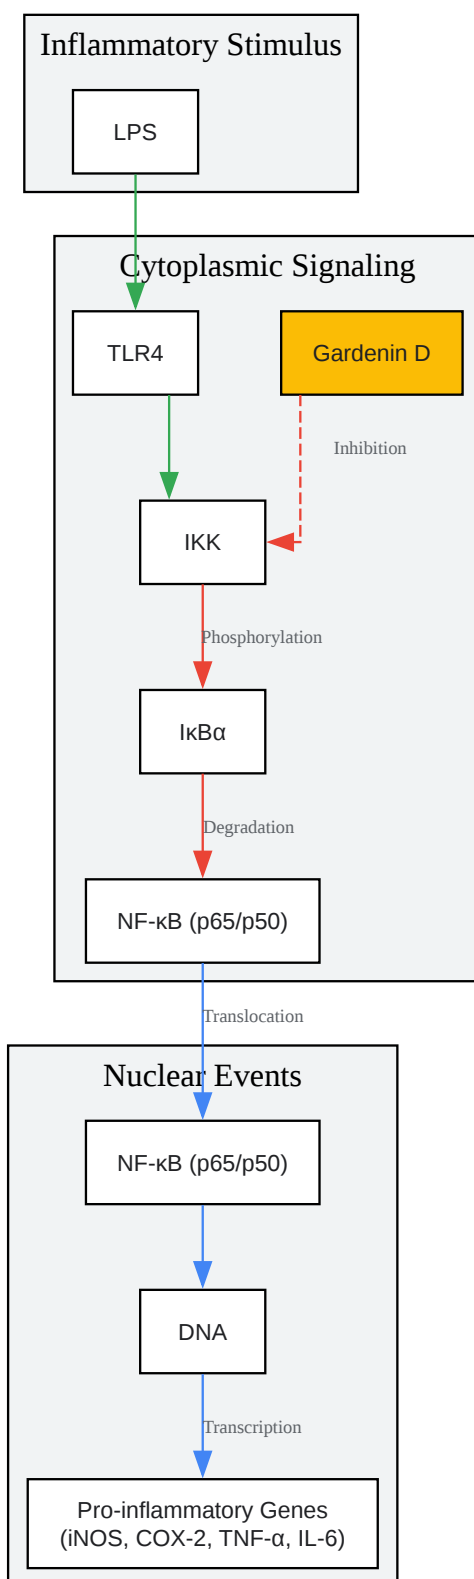 Inflammatory Stimulus
LPS
Cytoplasmic Signaling
TLR4
Gardenin D
Inhibition
IKK
Phosphorylation
IκBα
Degradation
NF-κB (p65/p50)
Translocation
Nuclear Events
NF-κB (p65/p50)
DNA
Transcription
Pro-inflammatory Genes
(iNOS, COX-2, TNF-α, IL-6)